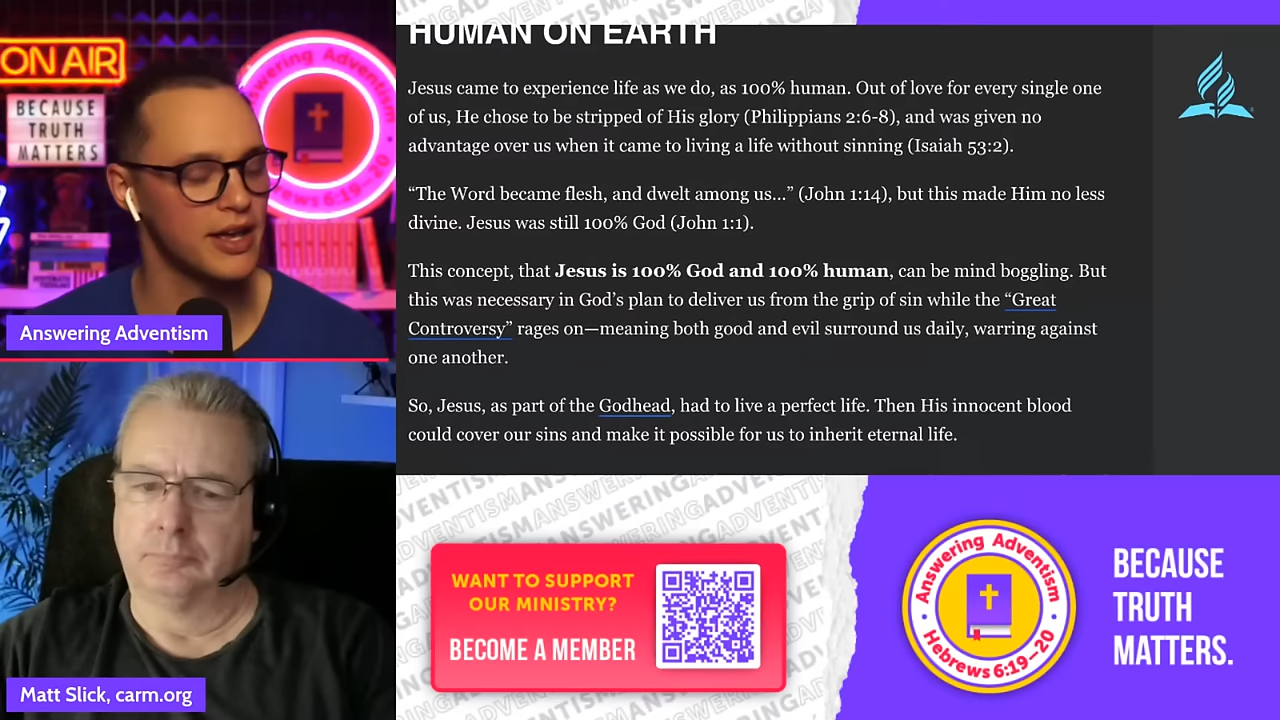 ON AIR
BECAUSE
TRUTH
MATTERS
Answering Adventism
Hebrews 6:19-20
Answering Adventism
Matt Slick, carm.org
HUMAN ON EARTH
Jesus came to experience life as we do, as 100% human. Out of love for every single one
of us, He chose to be stripped of His glory (Philippians 2:6-8), and was given no
advantage over us when it came to living a life without sinning (Isaiah 53:2).
“The Word became flesh, and dwelt among us…” (John 1:14), but this made Him no less
divine. Jesus was still 100% God (John 1:1).
This concept, that Jesus is 100% God and 100% human, can be mind boggling. But
this was necessary in God’s plan to deliver us from the grip of sin while the “Great
Controversy” rages on—meaning both good and evil surround us daily, warring against
one another.
So, Jesus, as part of the Godhead, had to live a perfect life. Then His innocent blood
could cover our sins and make it possible for us to inherit eternal life.
WANT TO SUPPORT
OUR MINISTRY?
BECOME A MEMBER
Answering Adventism
Hebrews 6:19-20
BECAUSE
TRUTH
MATTERS.